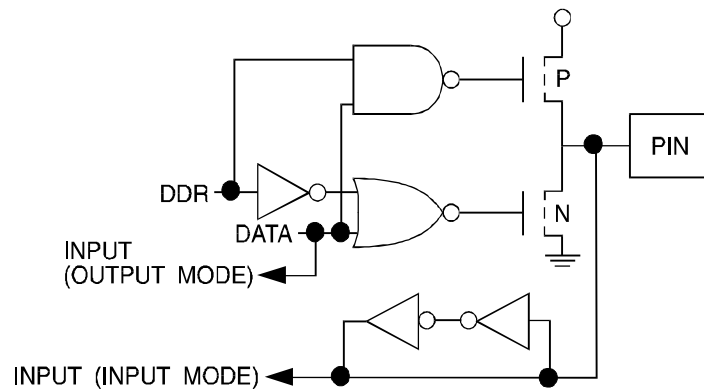 P
PIN
DDR
N
DATA
INPUT
(OUTPUT MODE)
INPUT (INPUT MODE)